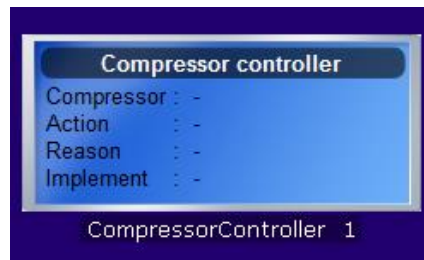 Compressor controller
Compressor : -
Action : -
Reason : -
Implement : -
CompressorController 1